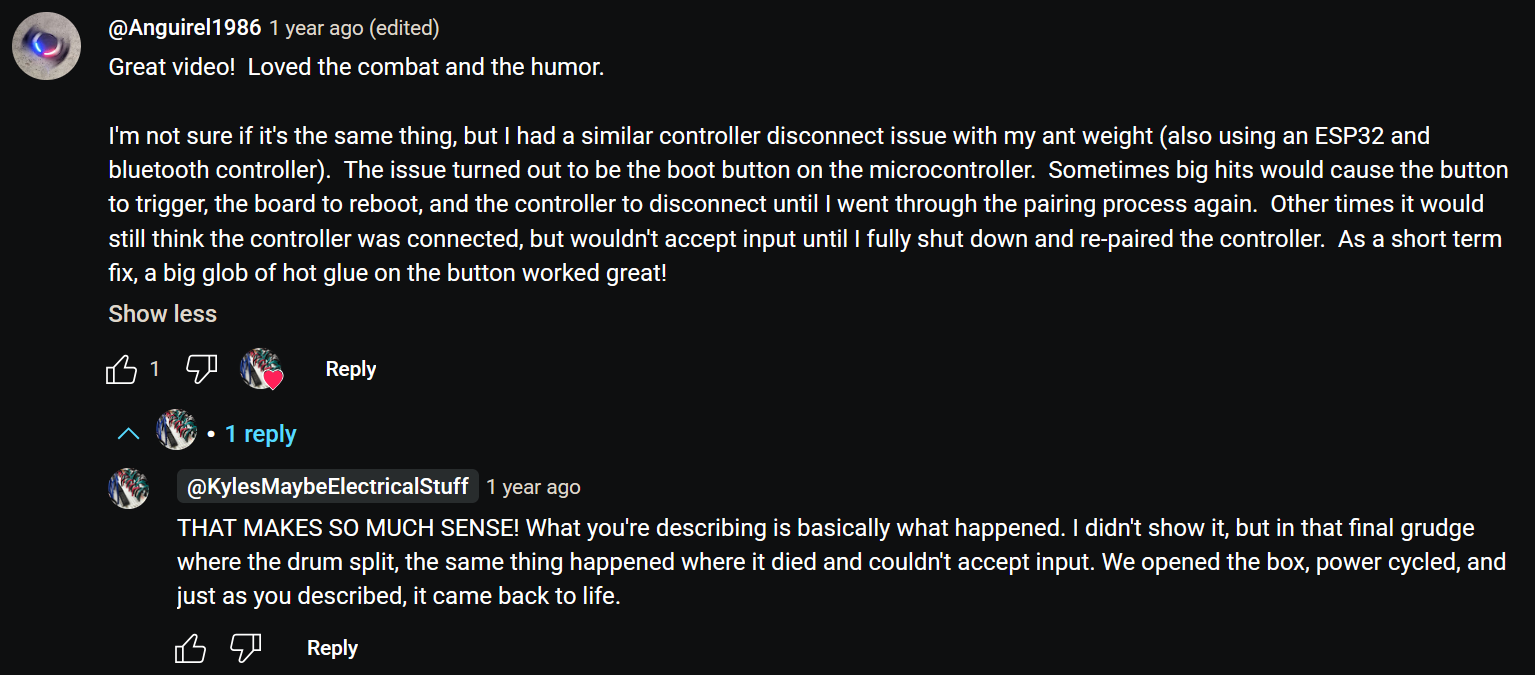 @Anguirel1986 1 year ago (edited)
Great video!  Loved the combat and the humor.
I'm not sure if it's the same thing, but I had a similar controller disconnect issue with my ant weight (also using an ESP32 and
bluetooth controller).  The issue turned out to be the boot button on the microcontroller.  Sometimes big hits would cause the button
to trigger, the board to reboot, and the controller to disconnect until I went through the pairing process again.  Other times it would
still think the controller was connected, but wouldn't accept input until I fully shut down and re-paired the controller.  As a short term
fix, a big glob of hot glue on the button worked great!
Show less
1 Reply
• 1 reply
@KylesMaybeElectricalStuff 1 year ago
THAT MAKES SO MUCH SENSE! What you're describing is basically what happened. I didn't show it, but in that final grudge
where the drum split, the same thing happened where it died and couldn't accept input. We opened the box, power cycled, and
just as you described, it came back to life.
Reply